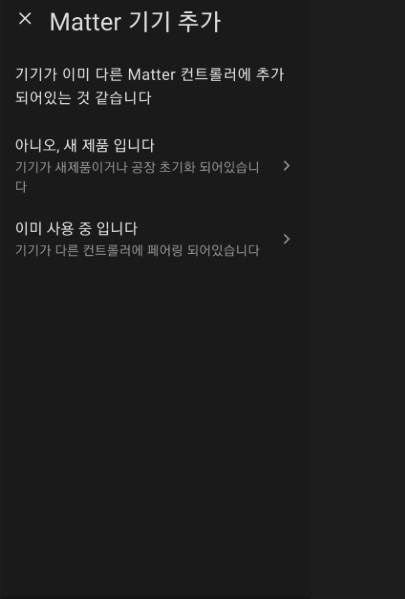 Matter 기기 추가
기기가 이미 다른 Matter 컨트롤러에 추가
되어있는 것 같습니다
아니오, 새 제품 입니다
기기가 새제품이거나 공장 초기화 되어있습니
다
이미 사용 중 입니다
기기가 다른 컨트롤러에 페어링 되어있습니다